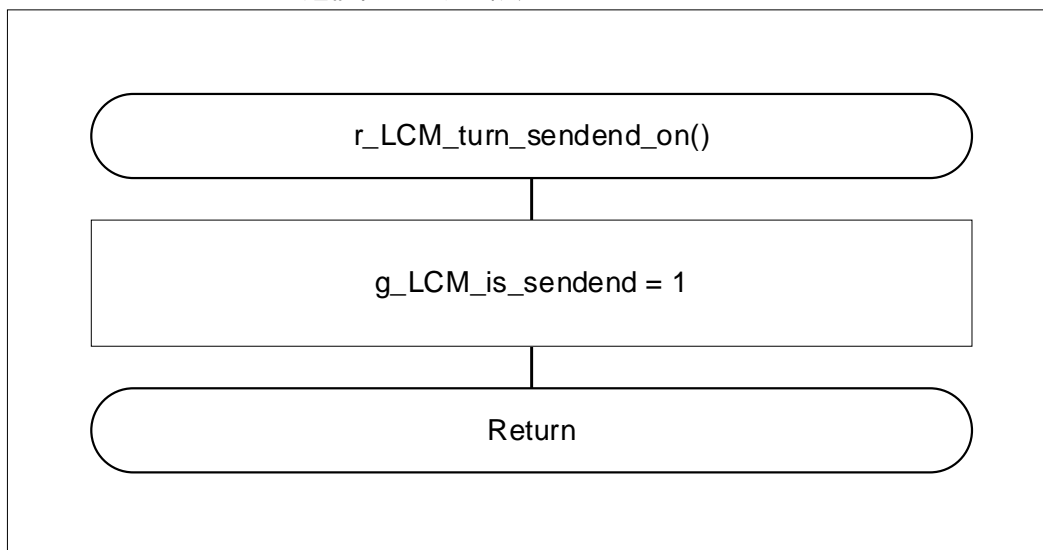 r_LCM_turn_sendend_on()
g_LCM_is_sendend = 1
Return